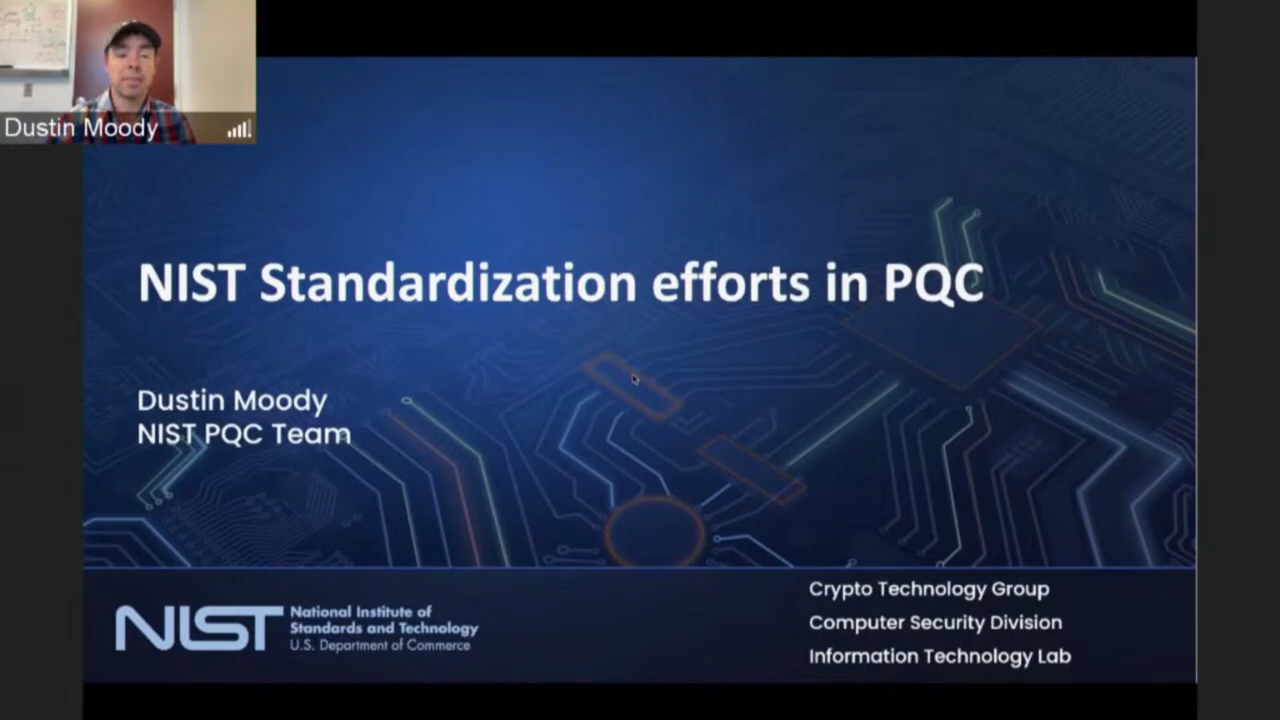 Dustin Moody
NIST Standardization efforts in PQC
Dustin Moody
NIST PQC Team
NIST
National Institute of
Standards and Technology
U.S. Department of Commerce
Crypto Technology Group
Computer Security Division
Information Technology Lab